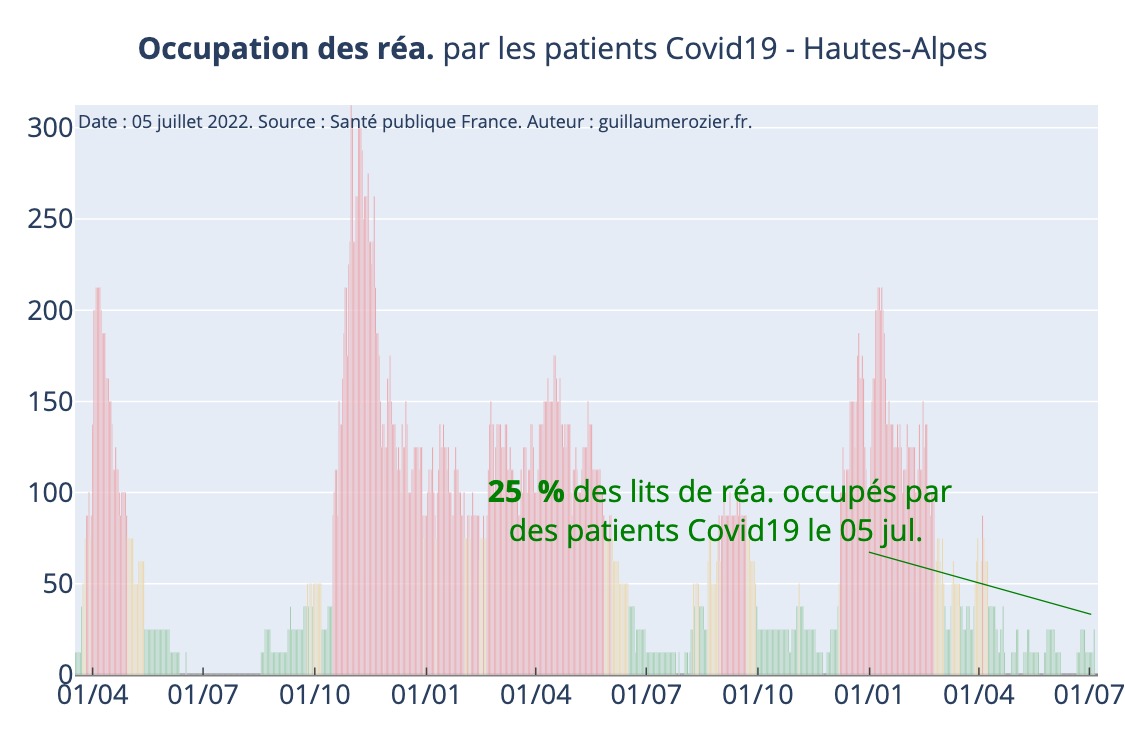 Occupation des réa. par les patients Covid19 - Hautes-Alpes
Date : 05 juillet 2022. Source : Santé publique France. Auteur : guillaumerozier.fr.
300
250
200
150
100
50
0
25 % des lits de réa. occupés par
des patients Covid19 le 05 jul.
01/04 01/07 01/10 01/01 01/04 01/07 01/10 01/01 01/04 01/07